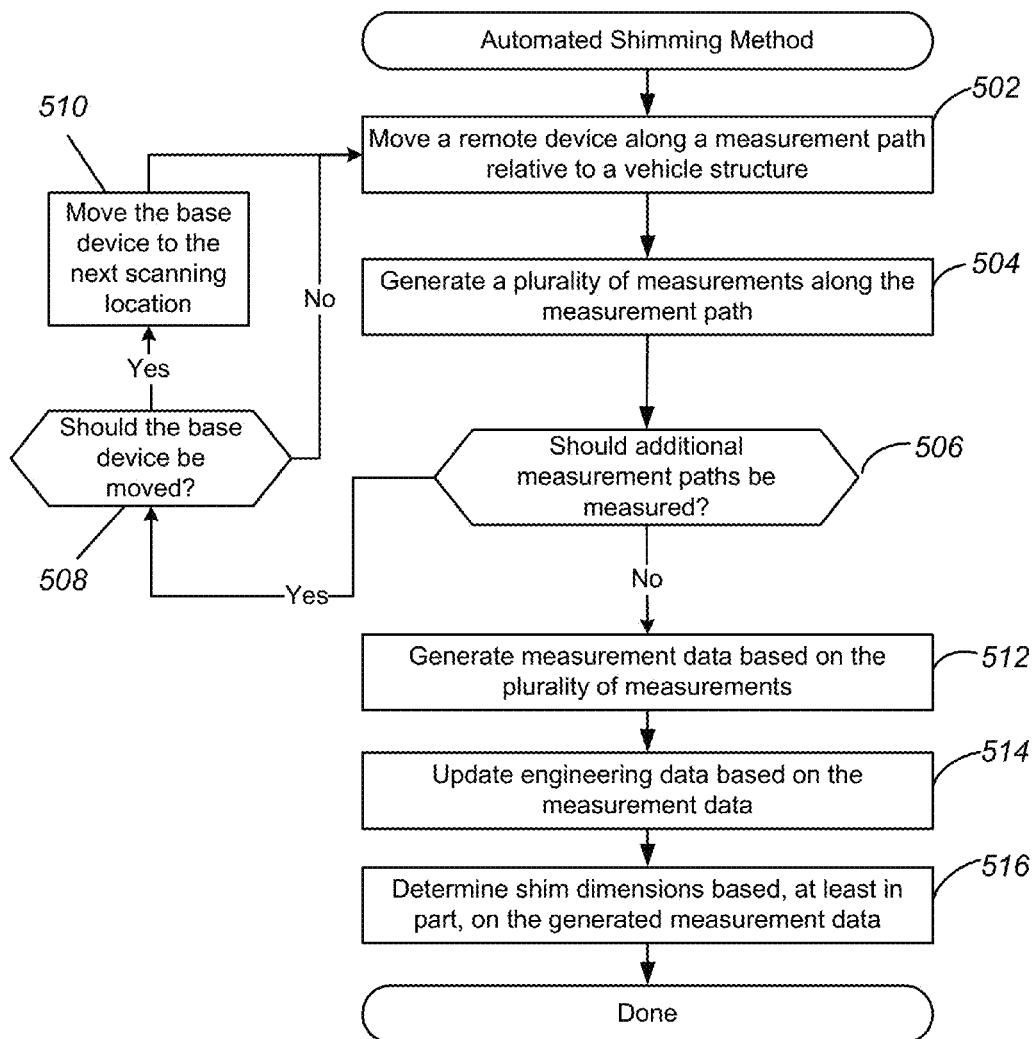 Automated Shimming Method
502
Move a remote device along a measurement path
relative to a vehicle structure
510
Move the base
device to the
next scanning
location
No
504
Generate a plurality of measurements along the
measurement path
Yes
Should the base
device be
moved?
508
506
Should additional
measurement paths be
measured?
Yes
No
512
Generate measurement data based on the
plurality of measurements
514
Update engineering data based on the
measurement data
516
Determine shim dimensions based, at least in
part, on the generated measurement data
Done